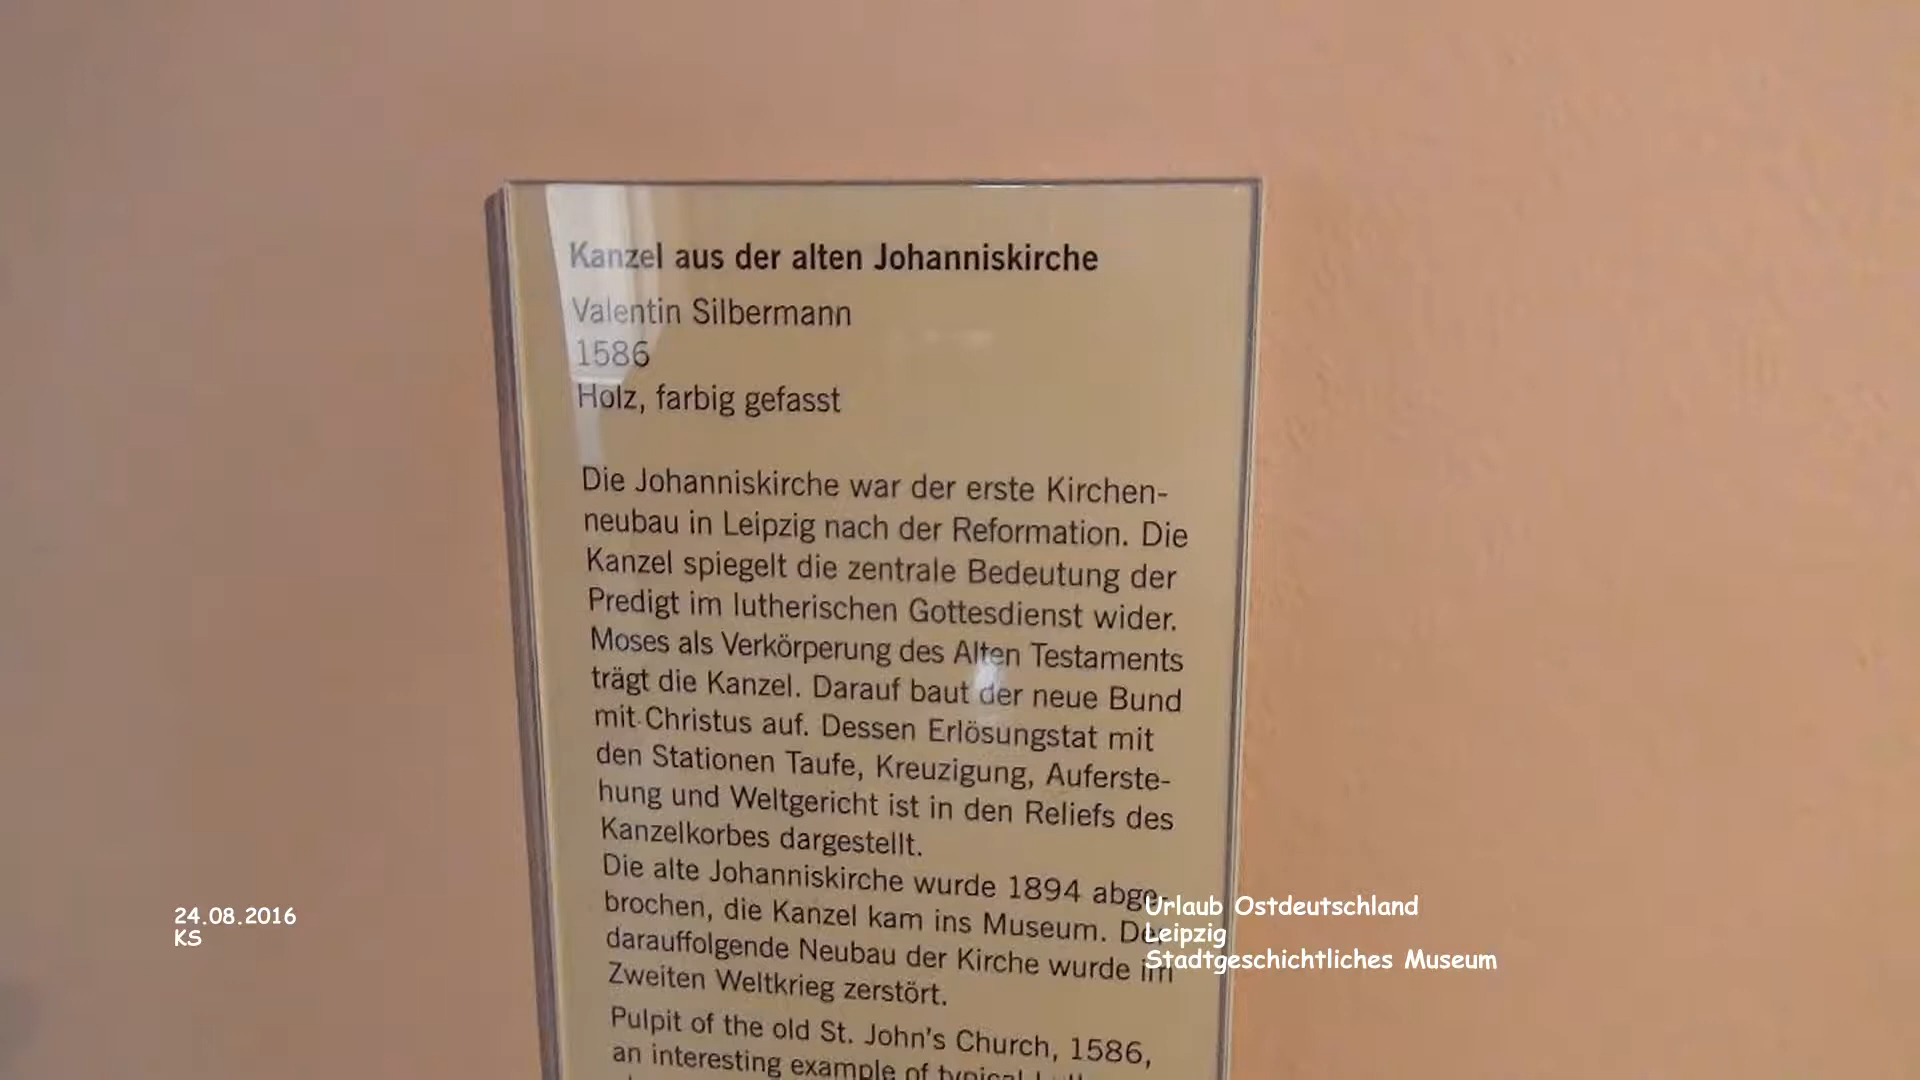 Kanzel aus der alten Johanniskirche
Valentin Silbermann
1586
Holz, farbig gefasst
Die Johanniskirche war der erste Kirchen-
neubau in Leipzig nach der Reformation. Die
Kanzel spiegelt die zentrale Bedeutung der
Predigt im lutherischen Gottesdienst wider.
Moses als Verkörperung des Alten Testaments
trägt die Kanzel. Darauf baut der neue Bund
mit Christus auf. Dessen Erlösungstat mit
den Stationen Taufe, Kreuzigung, Auferste-
hung und Weltgericht ist in den Reliefs des
Kanzelkorbes dargestellt.
Die alte Johanniskirche wurde 1894 abge-
brochen, die Kanzel kam ins Museum. Der
darauffolgende Neubau der Kirche wurde im
Zweiten Weltkrieg zerstört.
Pulpit of the old St. John's Church, 1586,
an interesting example of typical
24.08.2016
KS
Urlaub Ostdeutschland
Leipzig
Stadtgeschichtliches Museum